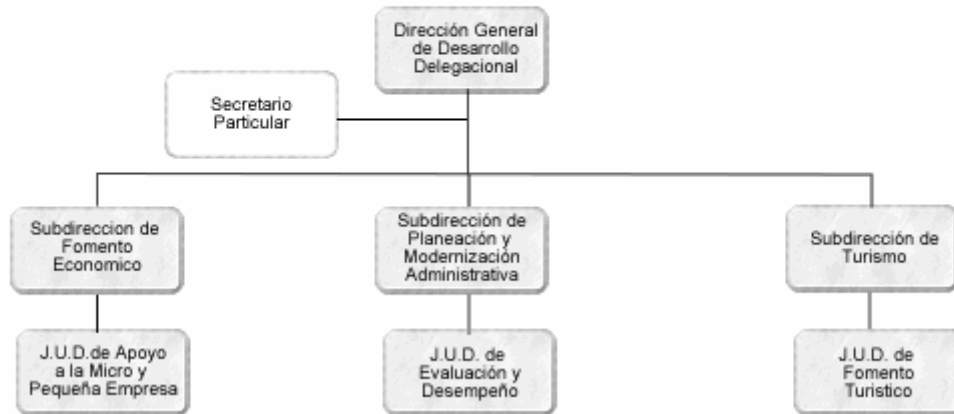 Dirección General
de Desarrollo
Delegacional
Secretario
Particular
Subdireccion de
Fomento
Economico
Subdirección de
Planeación y
Modernización
Administrativa
Subdirección de
Turismo
J.U.D.de Apoyo
a la Micro y
Pequeña Empresa
J.U.D. de
Evaluación y
Desempeño
J.U.D. de
Fomento
Turistico